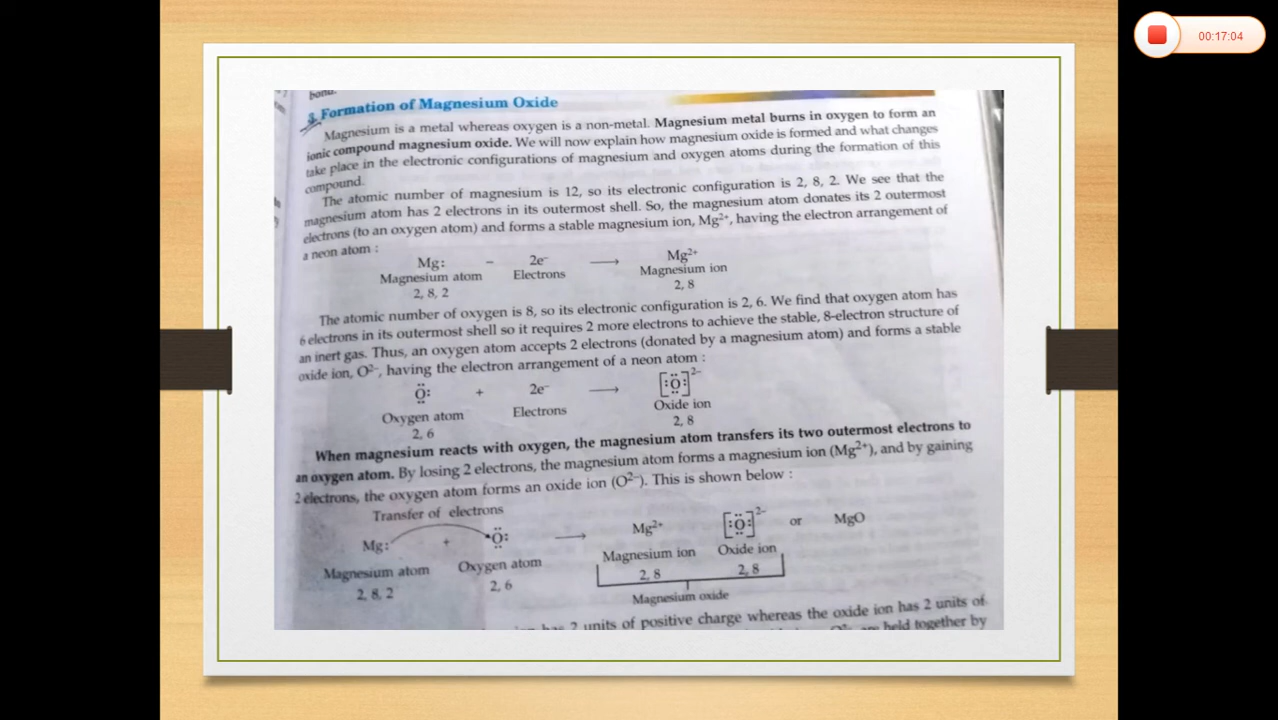 00:17:04
bond.
3. Formation of Magnesium Oxide
Magnesium is a metal whereas oxygen is a non-metal. Magnesium metal burns in oxygen to form an
ionic compound magnesium oxide. We will now explain how magnesium oxide is formed and what changes
take place in the electronic configurations of magnesium and oxygen atoms during the formation of this
compound.
The atomic number of magnesium is 12, so its electronic configuration is 2, 8, 2. We see that the
magnesium atom has 2 electrons in its outermost shell. So, the magnesium atom donates its 2 outermost
electrons (to an oxygen atom) and forms a stable magnesium ion, Mg²⁺, having the electron arrangement of
a neon atom :
Mg: – 2e⁻ ⟶ Mg²⁺
Magnesium atom Electrons Magnesium ion
2, 8, 2 2, 8
The atomic number of oxygen is 8, so its electronic configuration is 2, 6. We find that oxygen atom has
6 electrons in its outermost shell so it requires 2 more electrons to achieve the stable, 8-electron structure of
an inert gas. Thus, an oxygen atom accepts 2 electrons (donated by a magnesium atom) and forms a stable
oxide ion, O²⁻, having the electron arrangement of a neon atom :
Ö: + 2e⁻ ⟶ [:Ö:]²⁻
Oxygen atom Electrons Oxide ion
2, 6 2, 8
When magnesium reacts with oxygen, the magnesium atom transfers its two outermost electrons to
an oxygen atom. By losing 2 electrons, the magnesium atom forms a magnesium ion (Mg²⁺), and by gaining
2 electrons, the oxygen atom forms an oxide ion (O²⁻). This is shown below :
Transfer of electrons
Mg: + Ö: ⟶ Mg²⁺ [:Ö:]²⁻ or MgO
Magnesium atom Oxygen atom Magnesium ion Oxide ion
2, 8, 2 2, 6 2, 8 2, 8
Magnesium oxide
has 2 units of positive charge whereas the oxide ion has 2 units of
O²⁻ are held together by